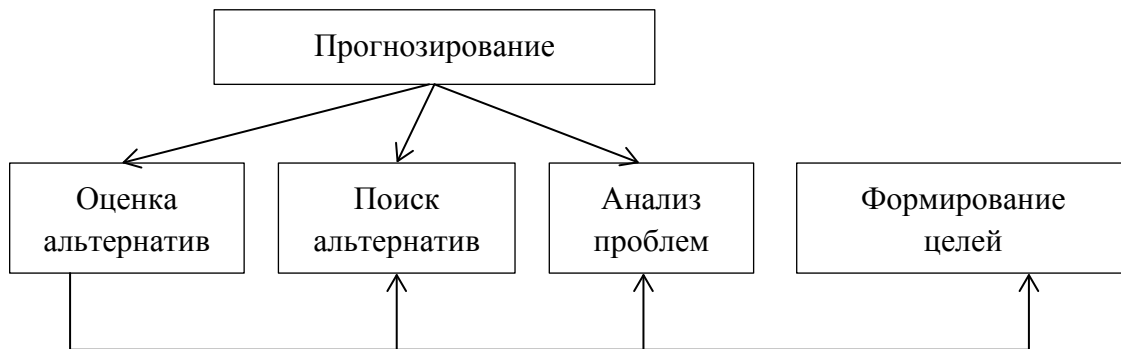 Прогнозирование
Оценка
альтернатив
Поиск
альтернатив
Анализ
проблем
Формирование
целей